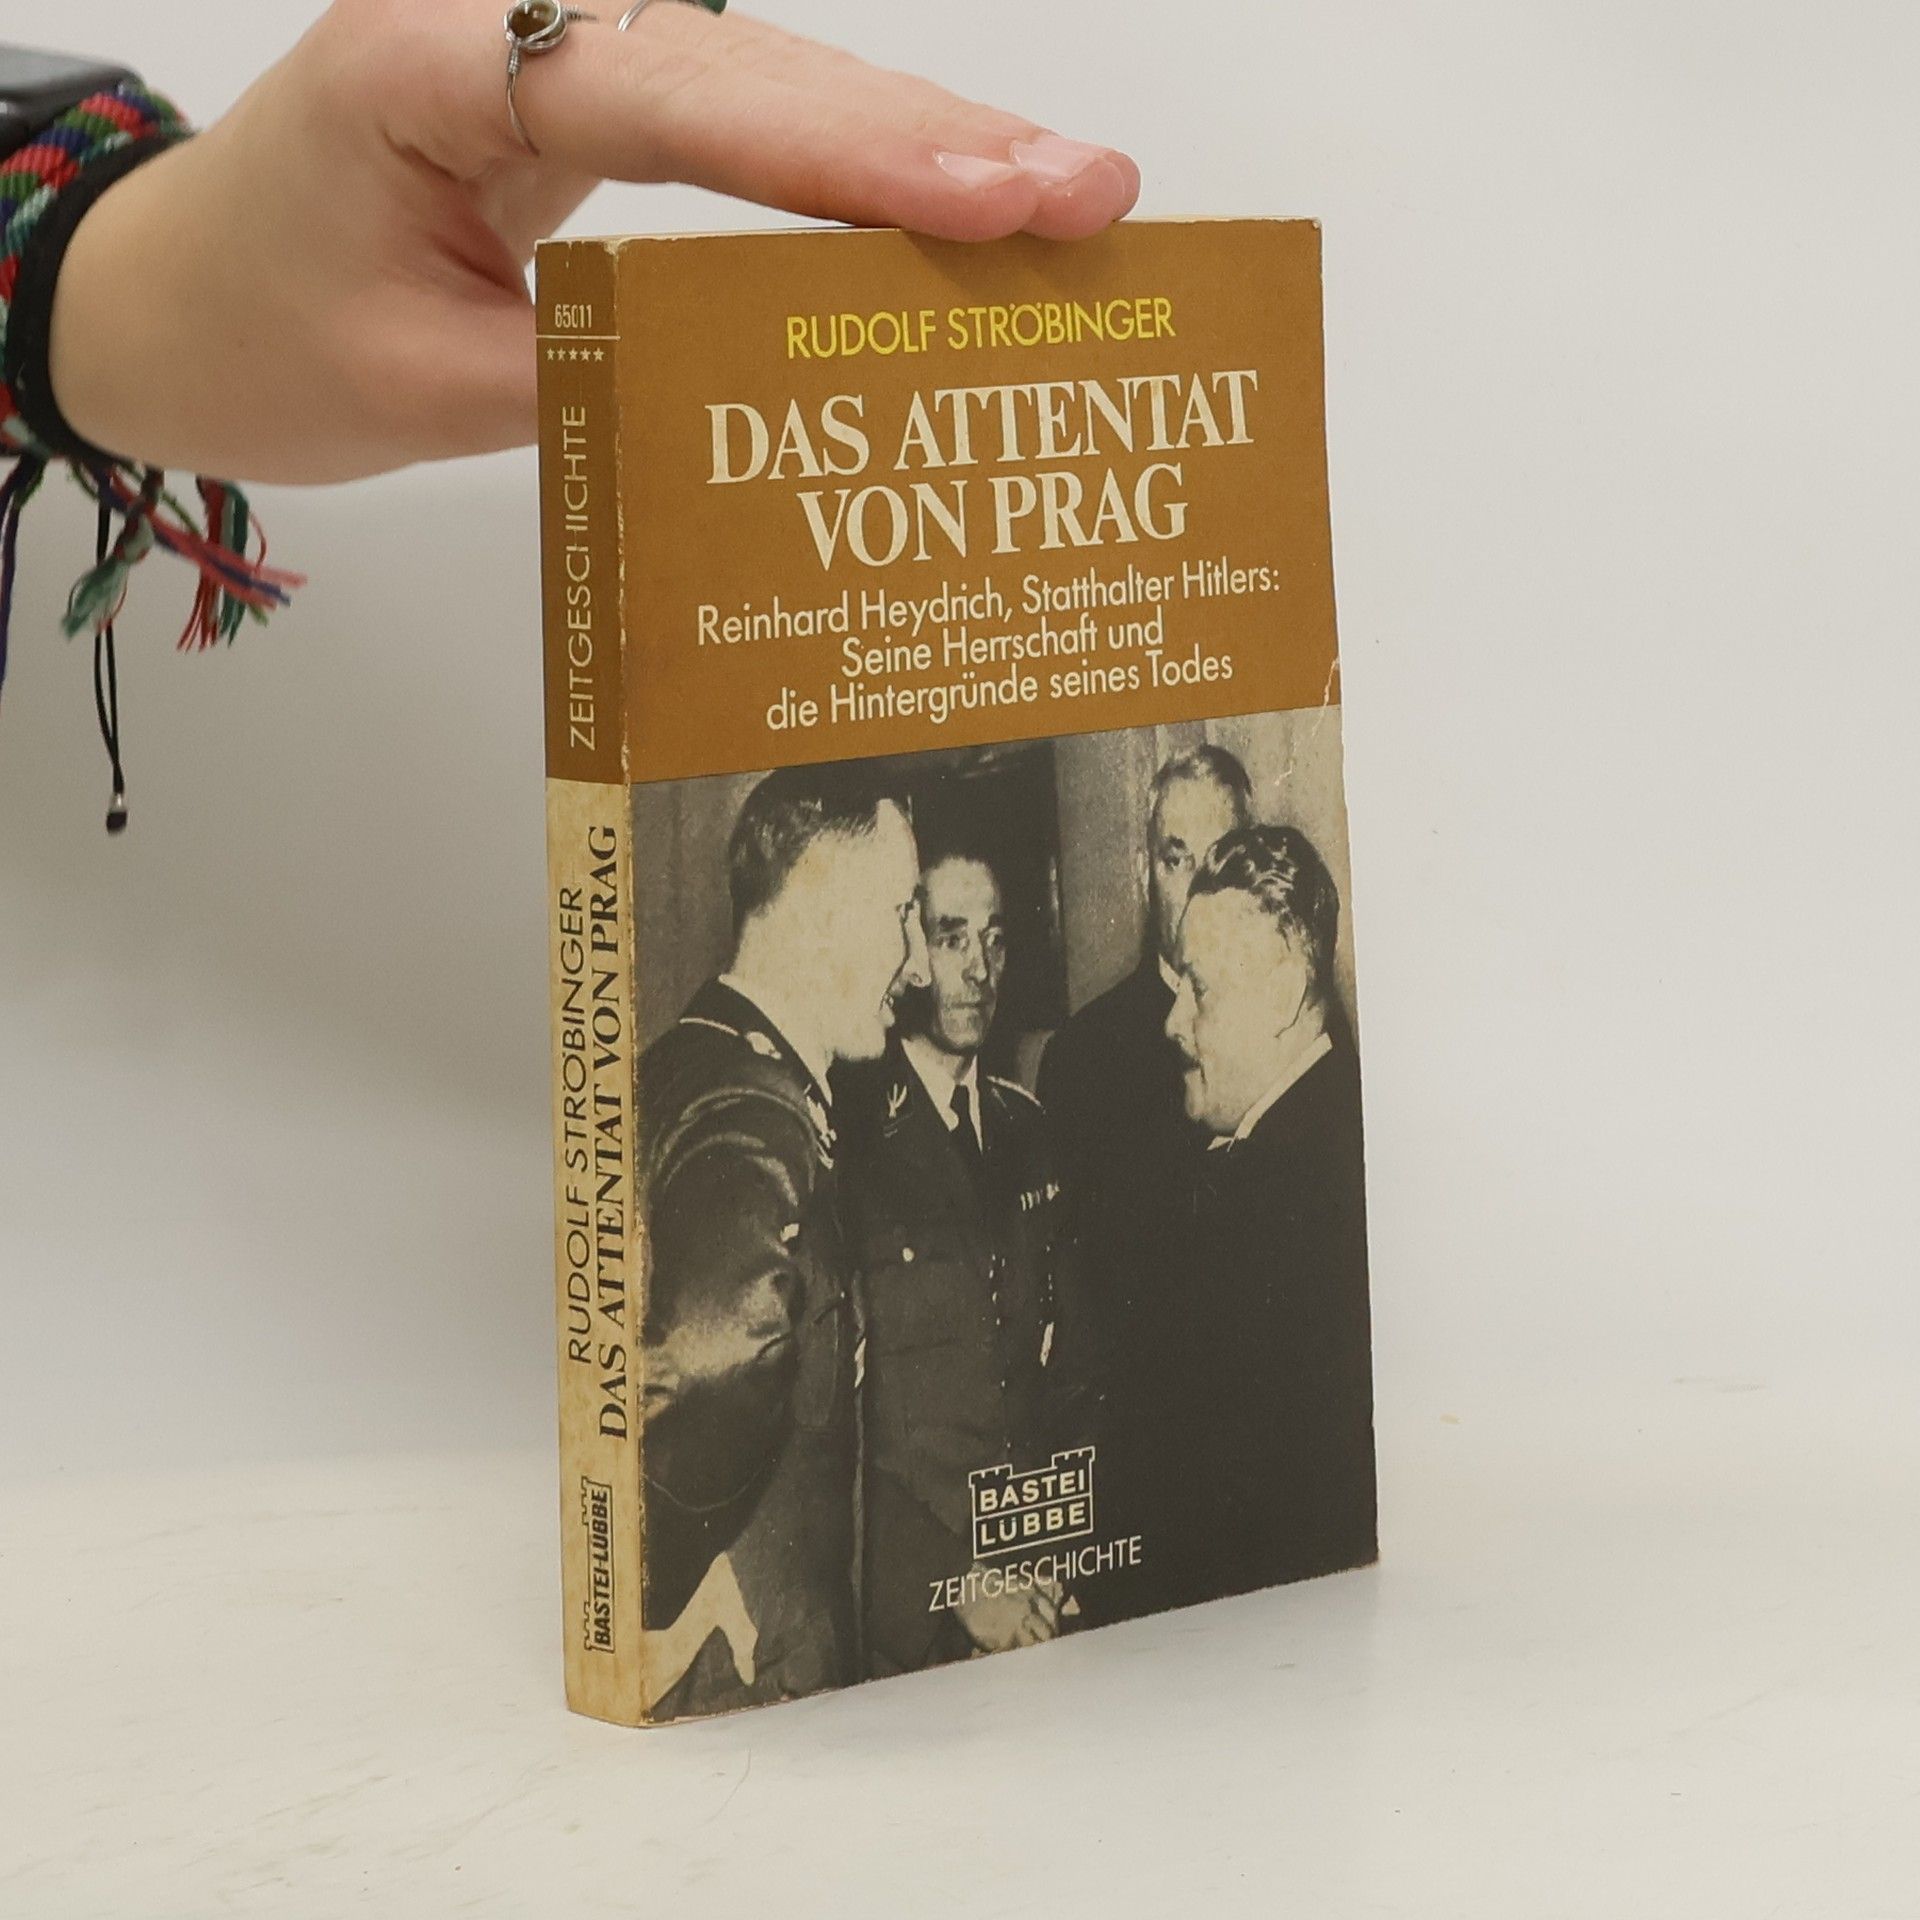 65011
*****
ZEITGESCHICHTE
RUDOLF STRÖBINGER
DAS ATTENTAT VON PRAG
BASTEI-LÜBBE
RUDOLF STRÖBINGER
DAS ATTENTAT
VON PRAG
Reinhard Heydrich, Statthalter Hitlers:
Seine Herrschaft und
die Hintergründe seines Todes
BASTEI
LÜBBE
ZEITGESCHICHTE